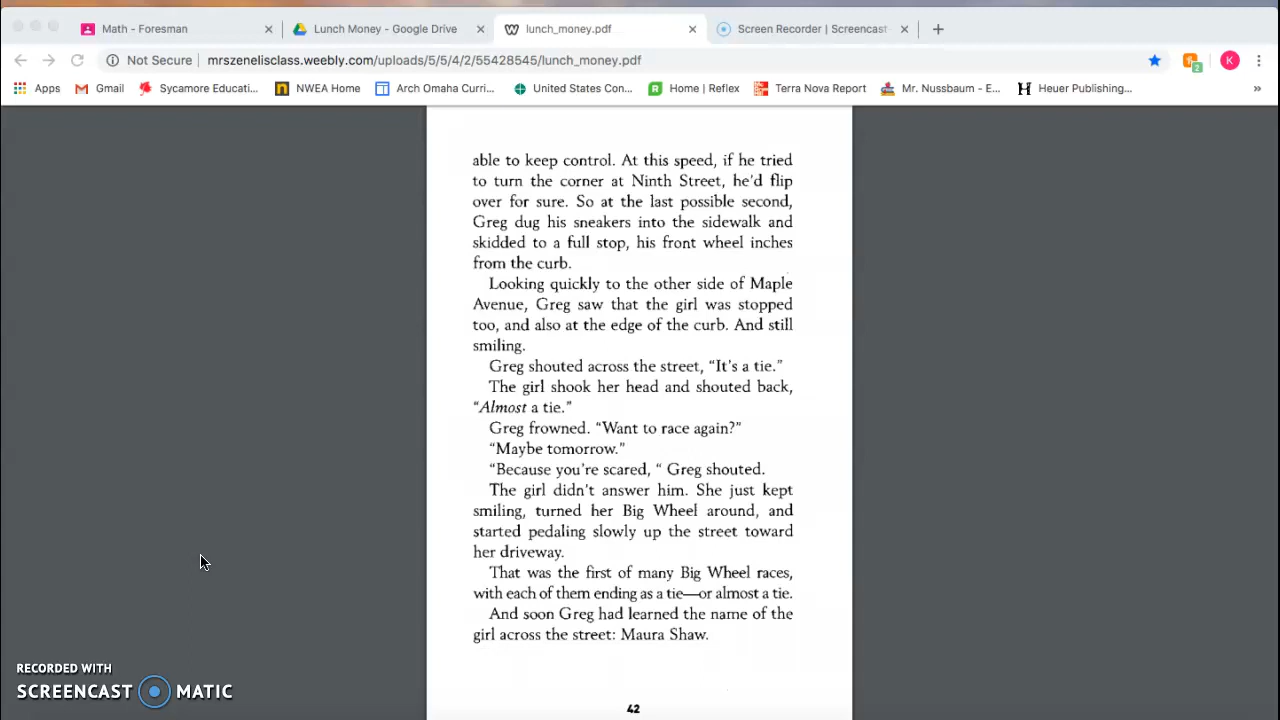 Math - Foresman
Lunch Money - Google Drive
lunch_money.pdf
Screen Recorder | Screencast
Not Secure
mrszenelisclass.weebly.com/uploads/5/5/4/2/55428545/lunch_money.pdf
2
K
Apps
Gmail
Sycamore Educati...
NWEA Home
Arch Omaha Curri...
United States Con...
Home | Reflex
Terra Nova Report
Mr. Nussbaum - E...
Heuer Publishing...
»
able to keep control. At this speed, if he tried
to turn the corner at Ninth Street, he'd flip
over for sure. So at the last possible second,
Greg dug his sneakers into the sidewalk and
skidded to a full stop, his front wheel inches
from the curb.
Looking quickly to the other side of Maple
Avenue, Greg saw that the girl was stopped
too, and also at the edge of the curb. And still
smiling.
Greg shouted across the street, “It's a tie.”
The girl shook her head and shouted back,
“Almost a tie.”
Greg frowned. “Want to race again?”
“Maybe tomorrow.”
“Because you're scared, “ Greg shouted.
The girl didn't answer him. She just kept
smiling, turned her Big Wheel around, and
started pedaling slowly up the street toward
her driveway.
That was the first of many Big Wheel races,
with each of them ending as a tie—or almost a tie.
And soon Greg had learned the name of the
girl across the street: Maura Shaw.
42
RECORDED WITH
SCREENCAST MATIC